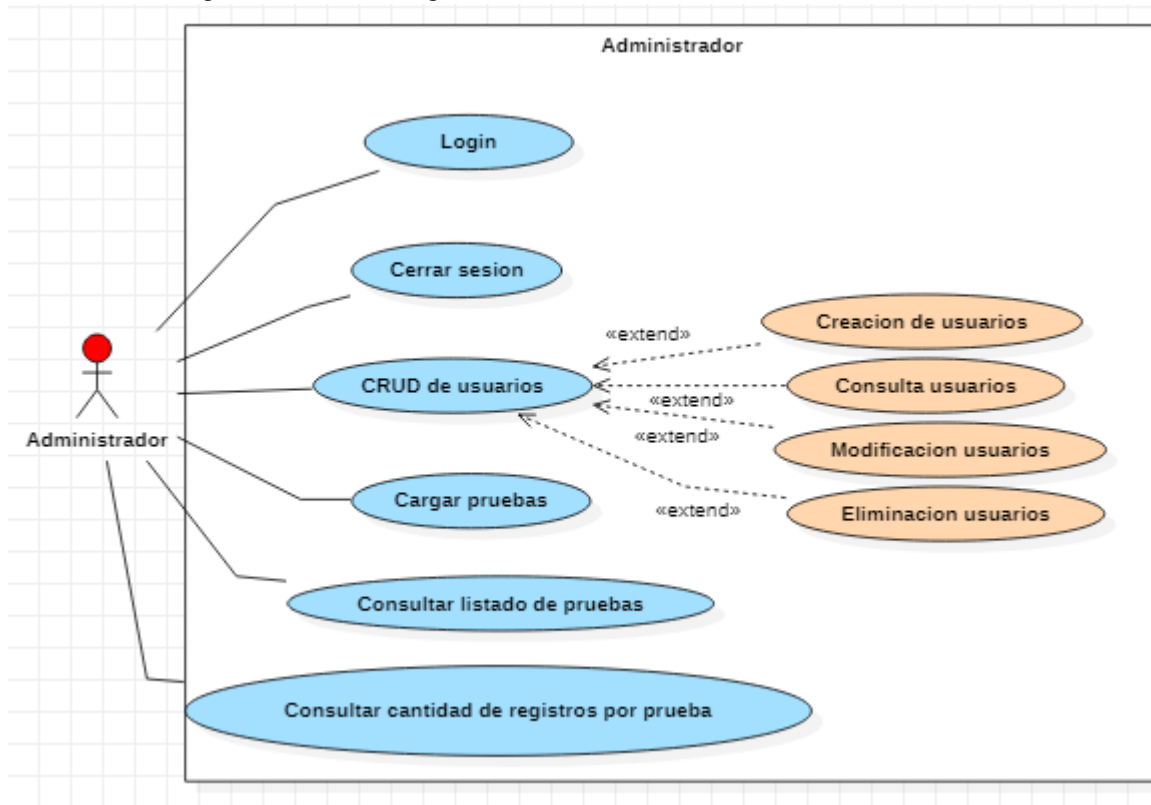 Administrador
Login
Cerrar sesion
Creacion de usuarios
«extend»
CRUD de usuarios
Consulta usuarios
«extend»
Administrador
«extend»
Modificacion usuarios
Cargar pruebas
«extend»
Eliminacion usuarios
Consultar listado de pruebas
Consultar cantidad de registros por prueba